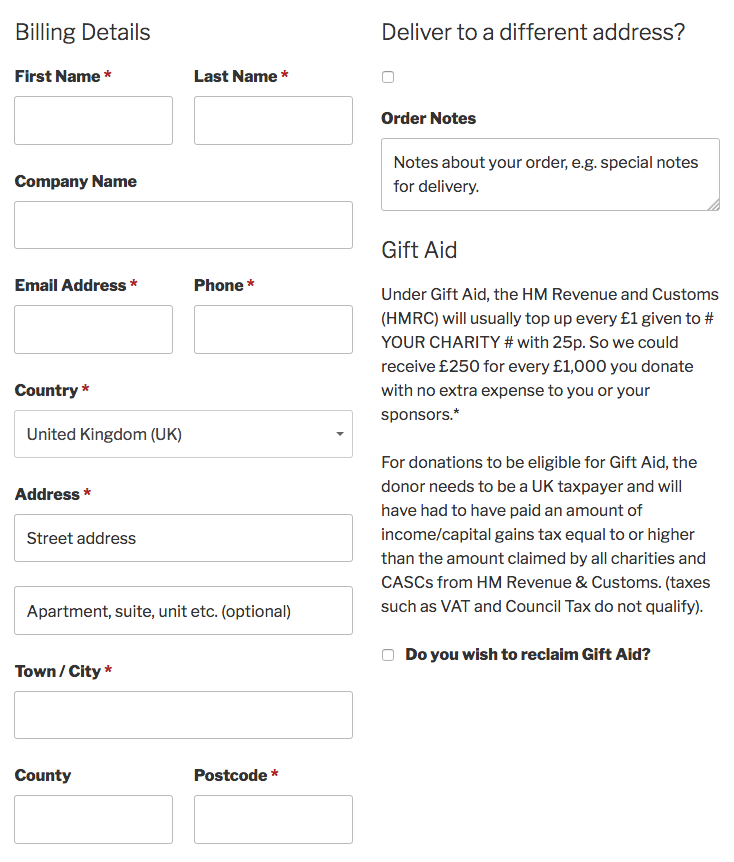 Billing Details
First Name *
Last Name *
Company Name
Email Address *
Phone *
Country *
United Kingdom (UK)
Address *
Street address
Apartment, suite, unit etc. (optional)
Town / City *
County
Postcode *
Deliver to a different address?
Order Notes
Notes about your order, e.g. special notes
for delivery.
Gift Aid
Under Gift Aid, the HM Revenue and Customs
(HMRC) will usually top up every £1 given to #
YOUR CHARITY # with 25p. So we could
receive £250 for every £1,000 you donate
with no extra expense to you or your
sponsors.*
For donations to be eligible for Gift Aid, the
donor needs to be a UK taxpayer and will
have had to have paid an amount of
income/capital gains tax equal to or higher
than the amount claimed by all charities and
CASCs from HM Revenue & Customs. (taxes
such as VAT and Council Tax do not qualify).
Do you wish to reclaim Gift Aid?